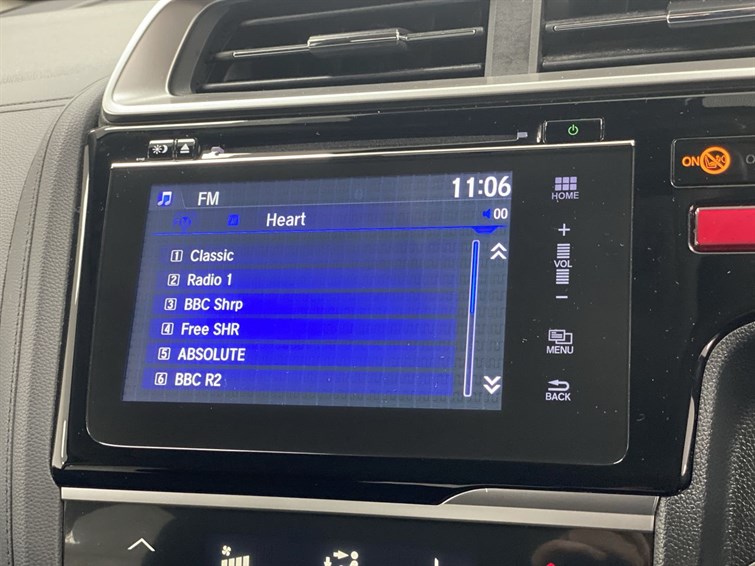 FM
11:06
Heart
00
1 Classic
2 Radio 1
3 BBC Shrp
4 Free SHR
5 ABSOLUTE
6 BBC R2
HOME
+
VOL
−
MENU
BACK
ON